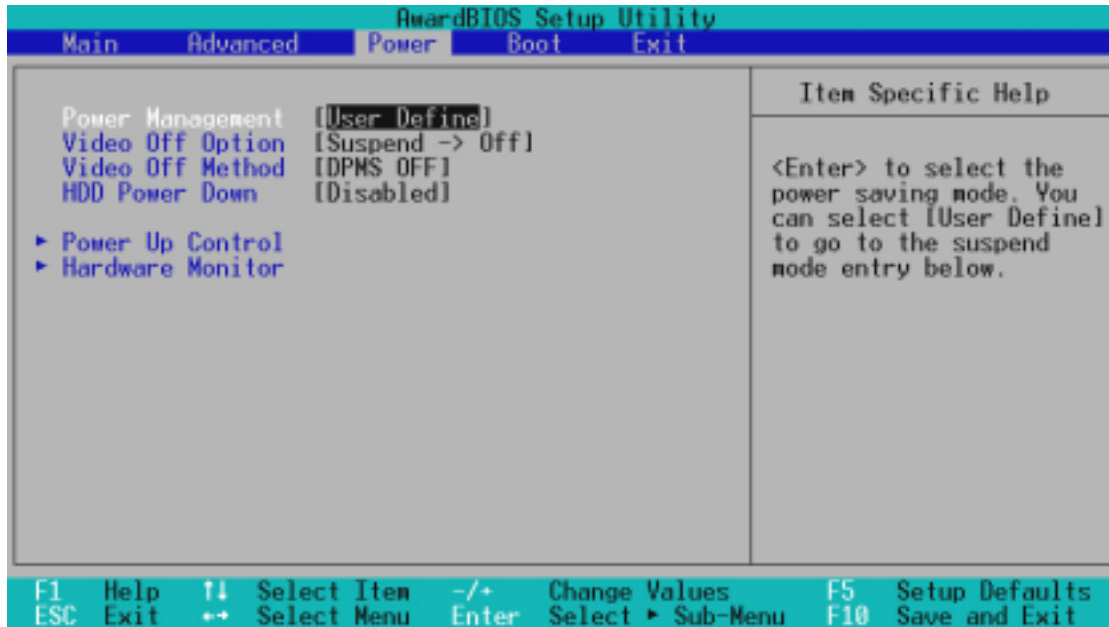 AwardBIOS Setup Utility
Main Advanced Power Boot Exit
Power Management [User Define]
Video Off Option [Suspend -> Off]
Video Off Method [DPMS OFF]
HDD Power Down [Disabled]
► Power Up Control
► Hardware Monitor
Item Specific Help
<Enter> to select the
power saving mode. You
can select [User Define]
to go to the suspend
mode entry below.
F1 Help ↑↓ Select Item -/+ Change Values F5 Setup Defaults
ESC Exit ←→ Select Menu Enter Select ► Sub-Menu F10 Save and Exit